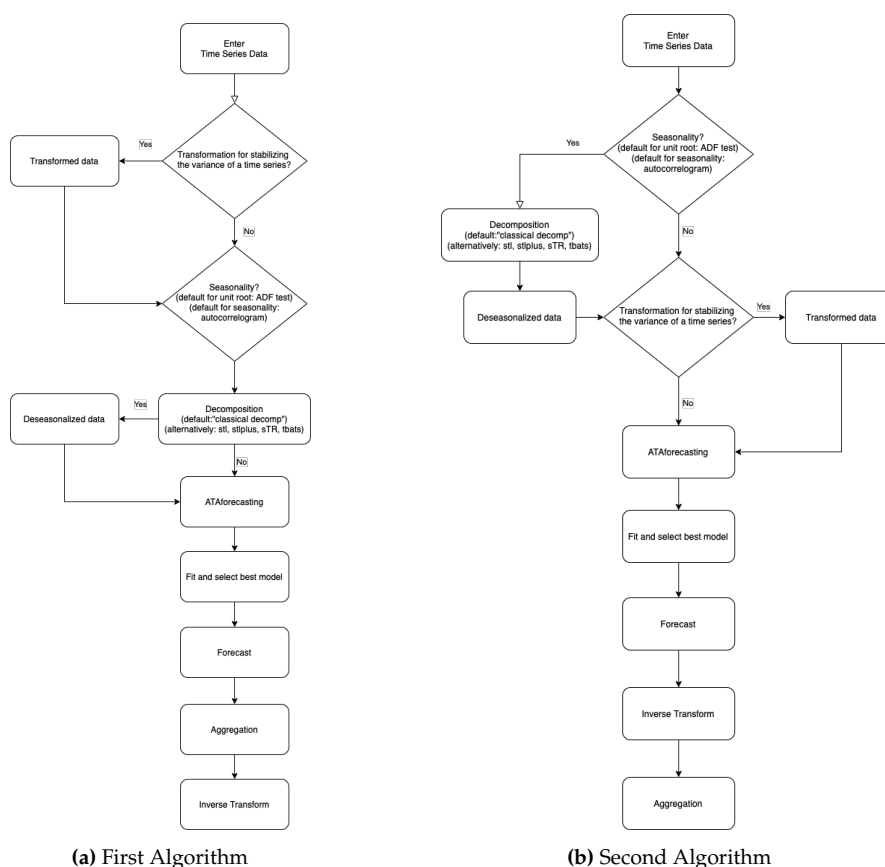 Enter
Time Series Data
Yes
Transformed data
Transformation for stabilizing
the variance of a time series?
No
Seasonality?
(default for unit root: ADF test)
(default for seasonality:
autocorrelogram)
Deseasonalized data
Yes
Decomposition
(default:"classical decomp")
(alternatively: stl, stlplus, sTR, tbats)
No
ATAforecasting
Fit and select best model
Forecast
Aggregation
Inverse Transform
(a) First Algorithm
Enter
Time Series Data
Yes
Seasonality?
(default for unit root: ADF test)
(default for seasonality:
autocorrelogram)
Decomposition
(default:"classical decomp")
(alternatively: stl, stlplus, sTR, tbats)
No
Deseasonalized data
Transformation for stabilizing
the variance of a time series?
Yes
Transformed data
No
ATAforecasting
Fit and select best model
Forecast
Inverse Transform
Aggregation
(b) Second Algorithm